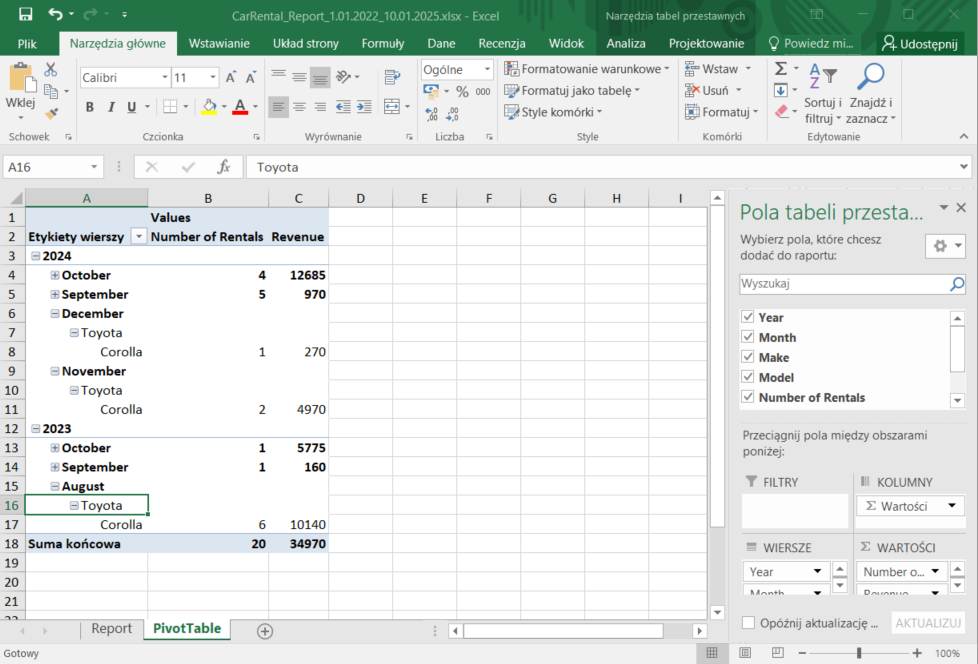 CarRental_Report_1.01.2022_10.01.2025.xlsx - Excel
Narzędzia tabel przestawnych
Plik Narzędzia główne Wstawianie Układ strony Formuły Dane Recenzja Widok Analiza Projektowanie Powiedz mi... Udostępnij
Wklej
Calibri 11
B I U A
Ogólne
% 000
Formatowanie warunkowe
Formatuj jako tabelę
Style komórki
Wstaw
Usuń
Formatuj
Sortuj i filtruj
Znajdź i zaznacz
Schowek Czcionka Wyrównanie Liczba Style Komórki Edytowanie
A16 fx Toyota
A B C D E F G H I
1 Values
2 Etykiety wierszy Number of Rentals Revenue
3 2024
4 October 4 12685
5 September 5 970
6 December
7 Toyota
8 Corolla 1 270
9 November
10 Toyota
11 Corolla 2 4970
12 2023
13 October 1 5775
14 September 1 160
15 August
16 Toyota
17 Corolla 6 10140
18 Suma końcowa 20 34970
19
20
21
Pola tabeli przesta...
Wybierz pola, które chcesz
dodać do raportu:
Wyszukaj
Year
Month
Make
Model
Number of Rentals
Przeciągnij pola między obszarami
poniżej:
FILTRY KOLUMNY
Σ Wartości
WIERSZE Σ WARTOŚCI
Year Number o...
Month Revenue
Opóźnij aktualizację ... AKTUALIZUJ
Report PivotTable
Gotowy 100%